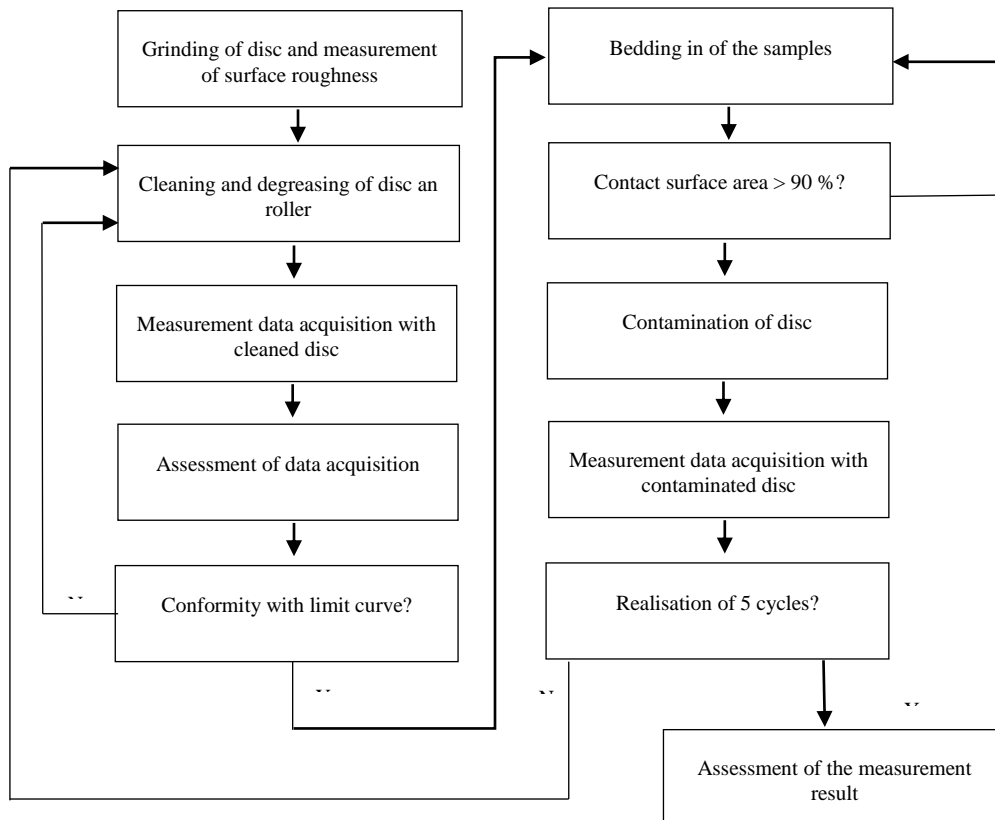 Grinding of disc and measurement
of surface roughness
Cleaning and degreasing of disc an
roller
Measurement data acquisition with
cleaned disc
Assessment of data acquisition
Conformity with limit curve?
Bedding in of the samples
Contact surface area > 90 %?
Contamination of disc
Measurement data acquisition with
contaminated disc
Realisation of 5 cycles?
Assessment of the measurement
result